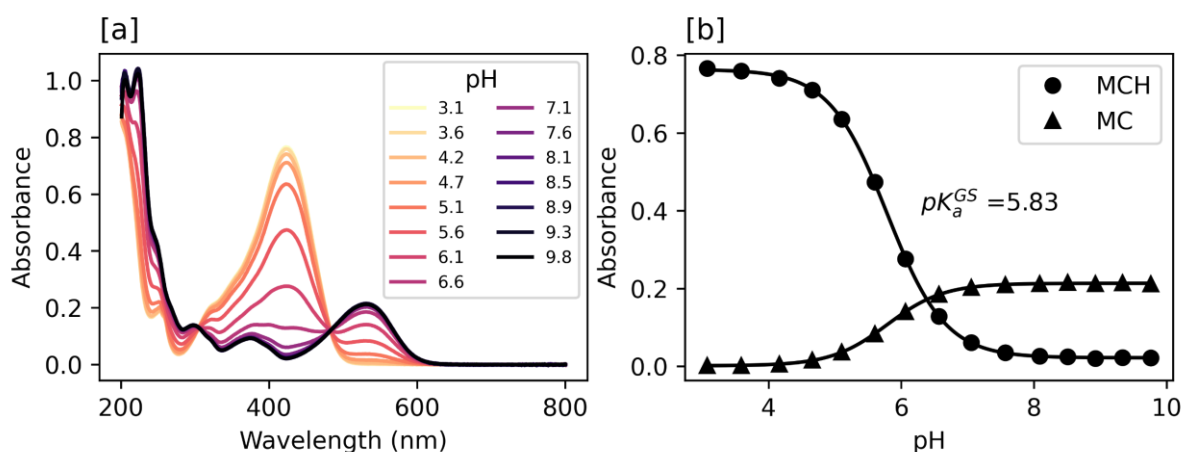 [a]
Absorbance
1.0
0.8
0.6
0.4
0.2
0.0
200 400 600 800
Wavelength (nm)
pH
3.1 7.1
3.6 7.6
4.2 8.1
4.7 8.5
5.1 8.9
5.6 9.3
6.1 9.8
6.6
[b]
Absorbance
0.8
0.6
0.4
0.2
0.0
4 6 8 10
pH
MCH
MC
pK_a^{GS} =5.83